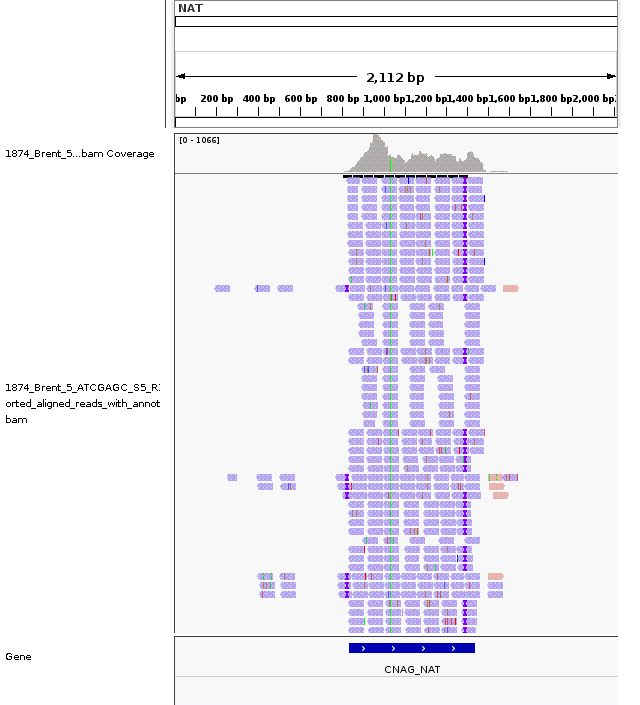 NAT
2,112 bp
bp 200 bp 400 bp 600 bp 800 bp 1,000 bp 1,200 bp 1,400 bp 1,600 bp 1,800 bp 2,000 bp
[0 - 1066]
1874_Brent_5...bam Coverage
1874_Brent_5_ATCGAGC_S5_R
orted_aligned_reads_with_annot
bam
Gene
CNAG_NAT